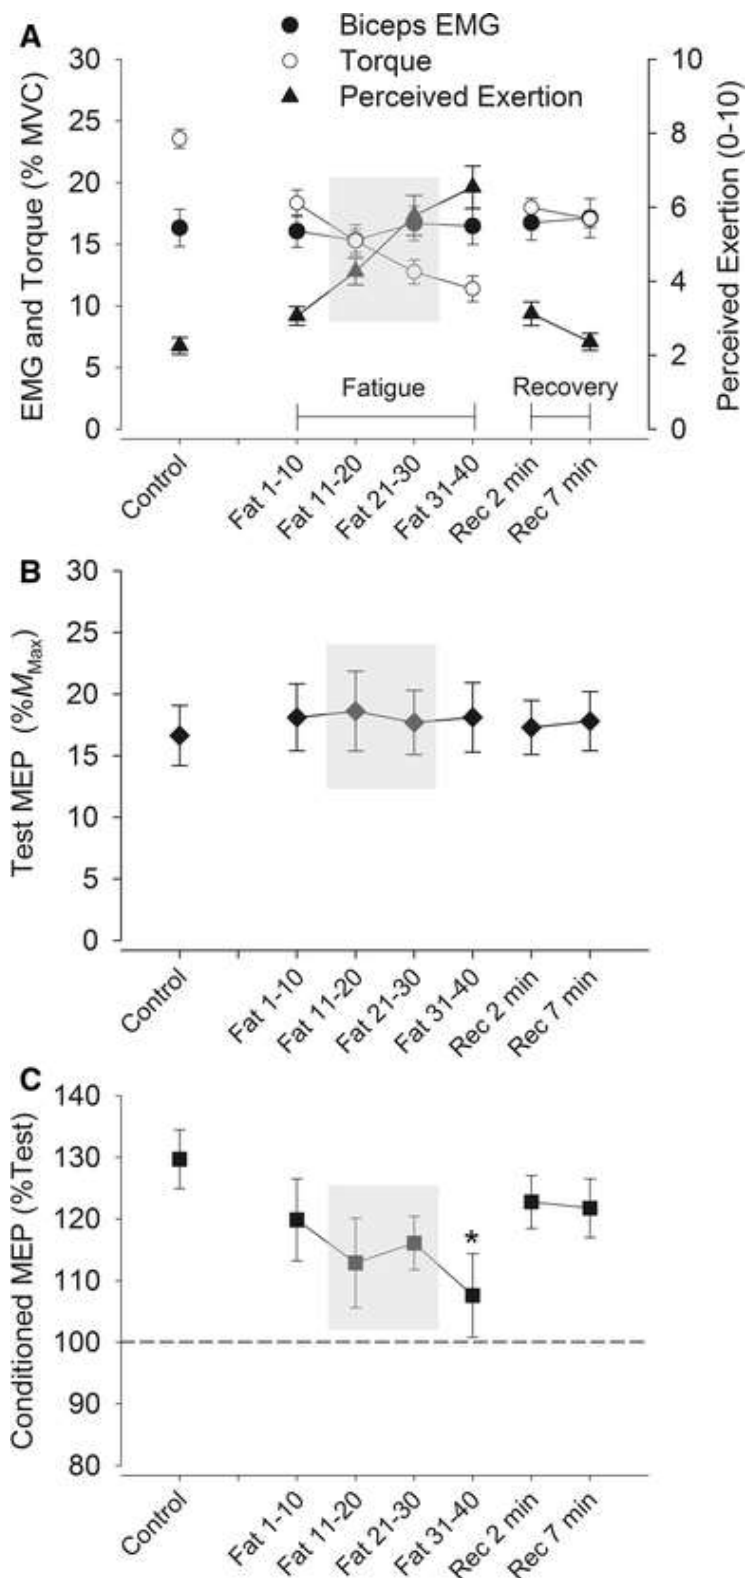 A
Biceps EMG
Torque
Perceived Exertion
EMG and Torque (% MVC)
30
25
20
15
10
5
0
Perceived Exertion (0-10)
10
8
6
4
2
0
Fatigue
Recovery
Control
Fat 1-10
Fat 11-20
Fat 21-30
Fat 31-40
Rec 2 min
Rec 7 min
B
Test MEP (%M_Max)
30
25
20
15
10
5
0
Control
Fat 1-10
Fat 11-20
Fat 21-30
Fat 31-40
Rec 2 min
Rec 7 min
C
Conditioned MEP (%Test)
140
130
120
110
100
90
80
*
Control
Fat 1-10
Fat 11-20
Fat 21-30
Fat 31-40
Rec 2 min
Rec 7 min